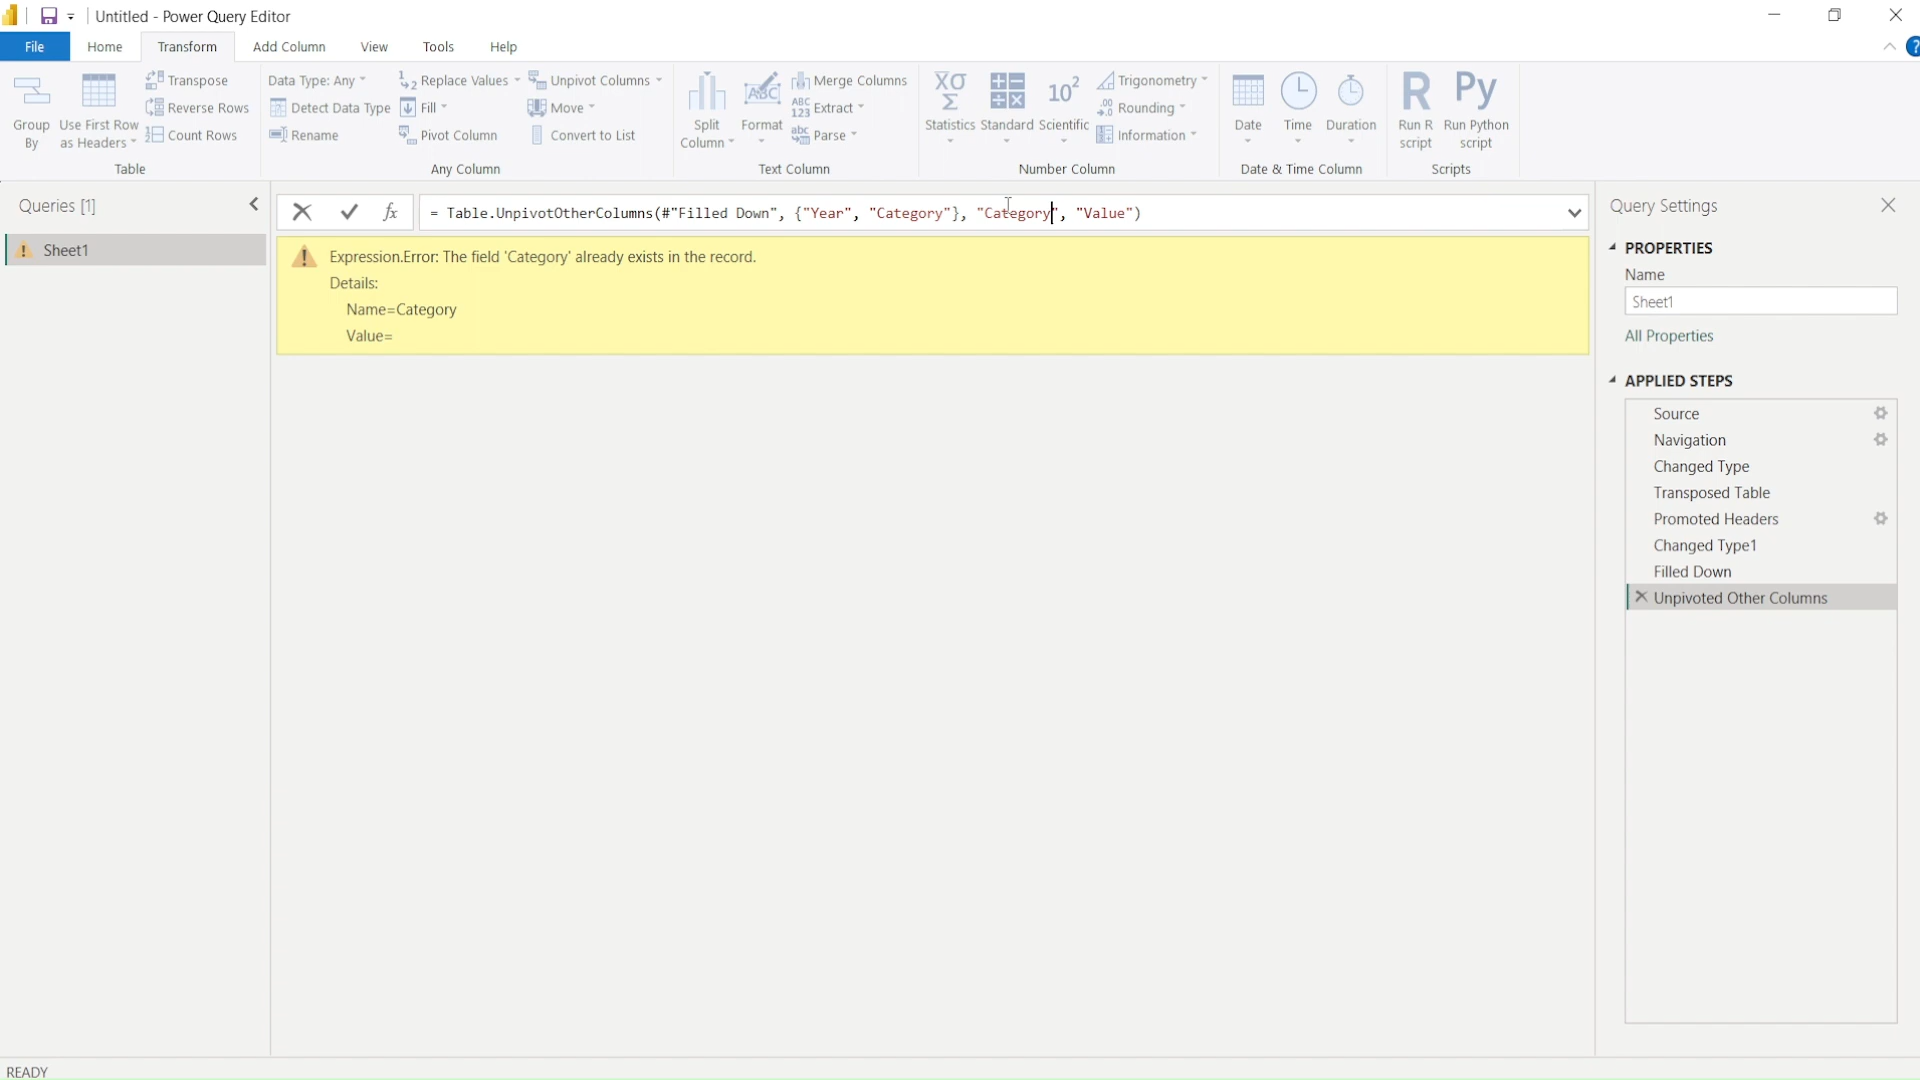 Untitled - Power Query Editor
File Home Transform Add Column View Tools Help
Group By
Use First Row as Headers
Transpose
Reverse Rows
Count Rows
Table
Data Type: Any
Detect Data Type
Rename
Replace Values
Fill
Pivot Column
Unpivot Columns
Move
Convert to List
Any Column
Split Column
Format
Merge Columns
Extract
Parse
Text Column
Statistics
Standard
Scientific
Trigonometry
Rounding
Information
Number Column
Date
Time
Duration
Date & Time Column
Run R script
Run Python script
Scripts
Queries [1]
Sheet1
= Table.UnpivotOtherColumns(#"Filled Down", {"Year", "Category"}, "Category", "Value")
Expression.Error: The field 'Category' already exists in the record.
Details:
Name=Category
Value=
Query Settings
PROPERTIES
Name
Sheet1
All Properties
APPLIED STEPS
Source
Navigation
Changed Type
Transposed Table
Promoted Headers
Changed Type1
Filled Down
Unpivoted Other Columns
READY